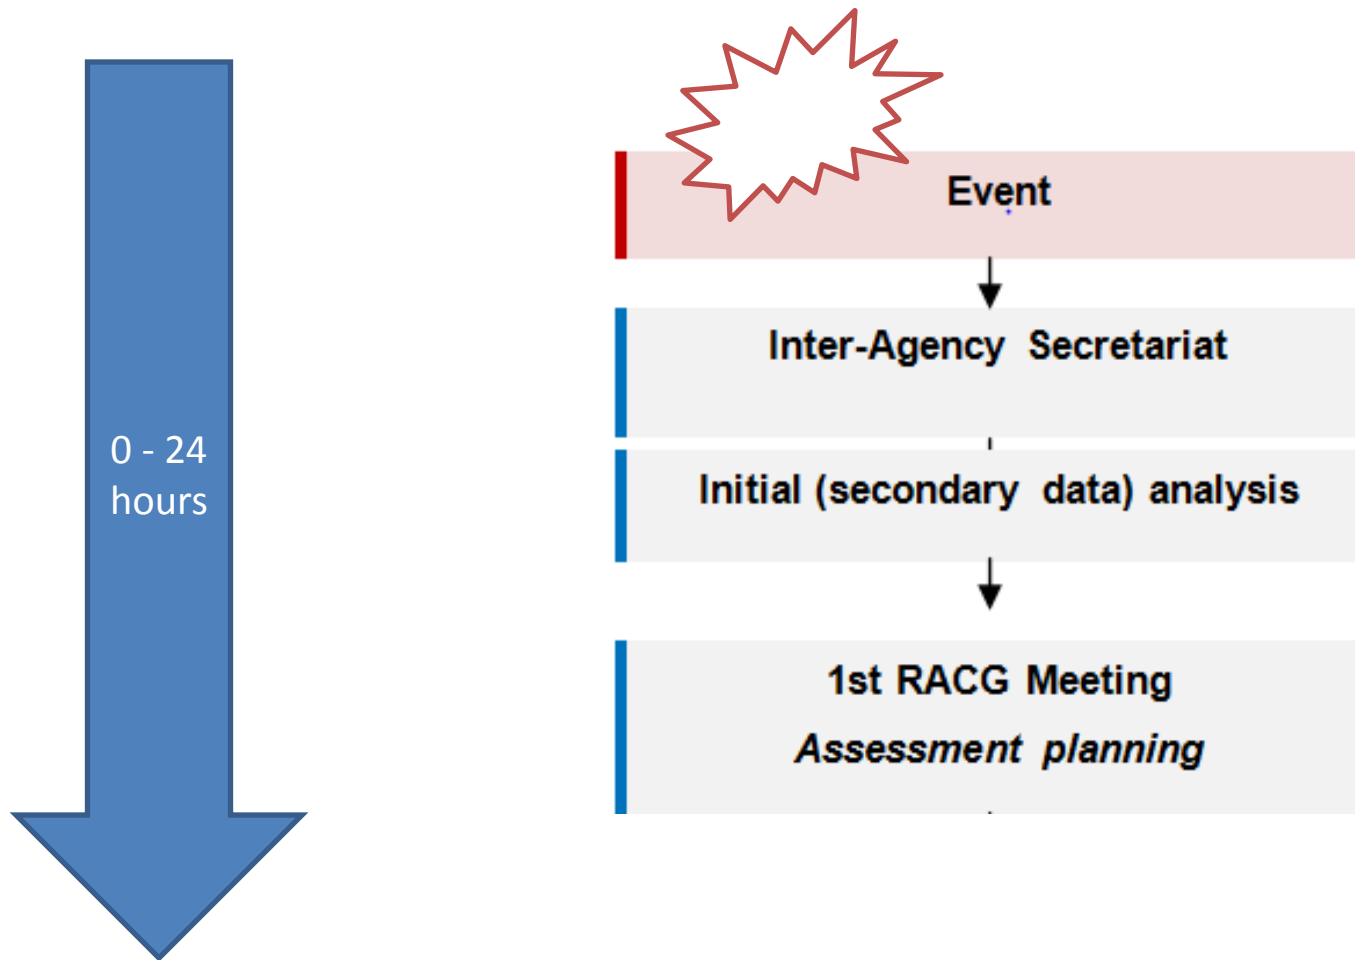 0 - 24
hours
Event
Inter-Agency Secretariat
Initial (secondary data) analysis
1st RACG Meeting
Assessment planning